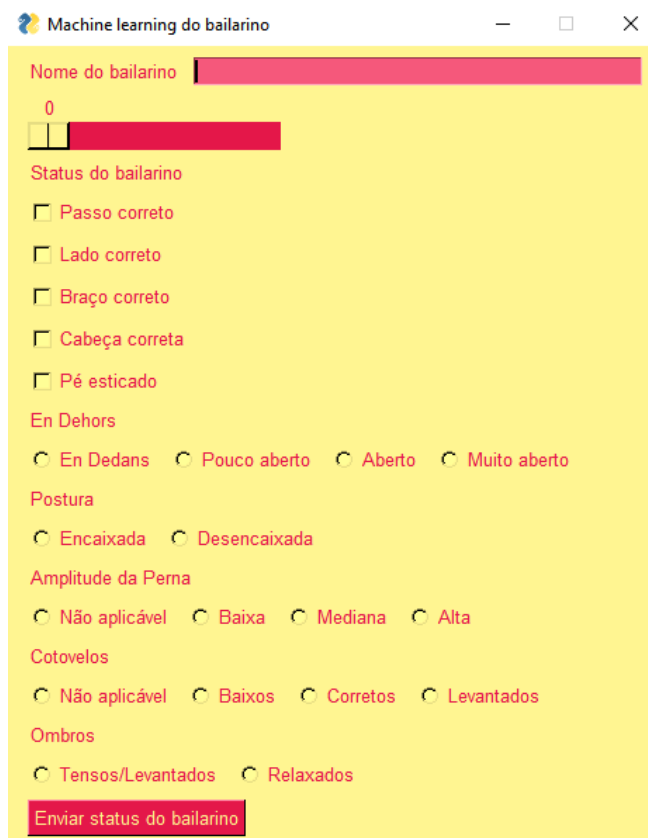 Machine learning do bailarino
Nome do bailarino
0
Status do bailarino
Passo correto
Lado correto
Braço correto
Cabeça correta
Pé esticado
En Dehors
En Dedans Pouco aberto Aberto Muito aberto
Postura
Encaixada Desencaixada
Amplitude da Perna
Não aplicável Baixa Mediana Alta
Cotovelos
Não aplicável Baixos Corretos Levantados
Ombros
Tensos/Levantados Relaxados
Enviar status do bailarino